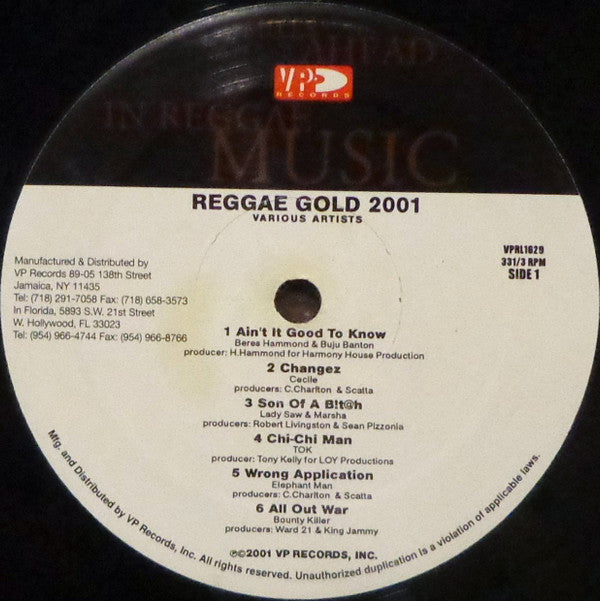 AHEAD
VP
RECORDS
IN REGGAE
MUSIC
REGGAE GOLD 2001
VARIOUS ARTISTS
Manufactured & Distributed by
VP Records 89-05 138th Street
Jamaica, NY 11435
Tel: (718) 291-7058 Fax: (718) 658-3573
In Florida, 5893 S.W. 21st Street
W. Hollywood, FL 33023
Tel: (954) 966-4744 Fax: (954) 966-8766
VPRL1629
331/3 RPM
SIDE 1
1 Ain't It Good To Know
Beres Hammond & Buju Banton
producer: H.Hammond for Harmony House Production
2 Changez
Cecile
producers: C.Charlton & Scatta
3 Son Of A B!t@h
Lady Saw & Marsha
producers: Robert Livingston & Sean Pizzonia
4 Chi-Chi Man
TOK
producer: Tony Kelly for LOY Productions
5 Wrong Application
Elephant Man
producers: C.Charlton & Scatta
6 All Out War
Bounty Killer
producers: Ward 21 & King Jammy
℗©2001 VP RECORDS, INC.
Mfg. and Distributed by VP Records, Inc. All rights reserved. Unauthorized duplication is a violation of applicable laws.